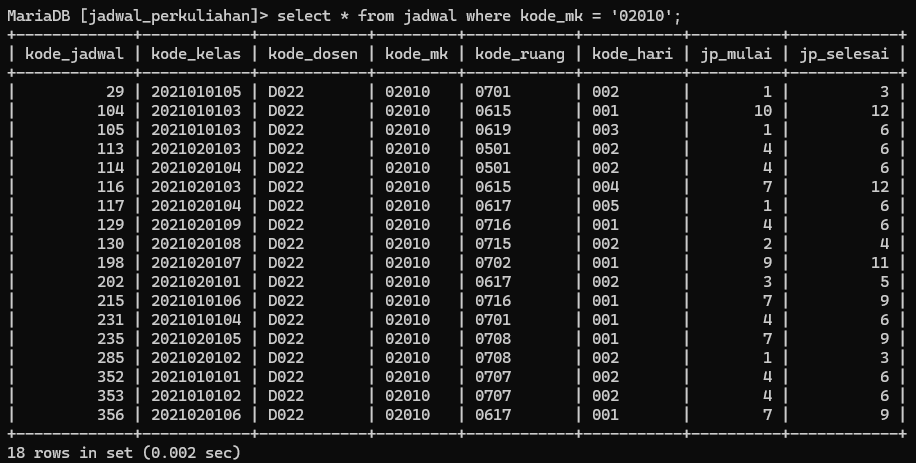 MariaDB [jadwal_perkuliahan]> select * from jadwal where kode_mk = '02010';
+-------------+------------+------------+---------+------------+-----------+----------+------------+
| kode_jadwal | kode_kelas | kode_dosen | kode_mk | kode_ruang | kode_hari | jp_mulai | jp_selesai |
+-------------+------------+------------+---------+------------+-----------+----------+------------+
|          29 | 2021010105 | D022       | 02010   | 0701       | 002       |        1 |          3 |
|         104 | 2021010103 | D022       | 02010   | 0615       | 001       |       10 |         12 |
|         105 | 2021010103 | D022       | 02010   | 0619       | 003       |        1 |          6 |
|         113 | 2021020103 | D022       | 02010   | 0501       | 002       |        4 |          6 |
|         114 | 2021020104 | D022       | 02010   | 0501       | 002       |        4 |          6 |
|         116 | 2021020103 | D022       | 02010   | 0615       | 004       |        7 |         12 |
|         117 | 2021020104 | D022       | 02010   | 0617       | 005       |        1 |          6 |
|         129 | 2021020109 | D022       | 02010   | 0716       | 001       |        4 |          6 |
|         130 | 2021020108 | D022       | 02010   | 0715       | 002       |        2 |          4 |
|         198 | 2021020107 | D022       | 02010   | 0702       | 001       |        9 |         11 |
|         202 | 2021020101 | D022       | 02010   | 0617       | 002       |        3 |          5 |
|         215 | 2021010106 | D022       | 02010   | 0716       | 001       |        7 |          9 |
|         231 | 2021010104 | D022       | 02010   | 0701       | 001       |        4 |          6 |
|         235 | 2021020105 | D022       | 02010   | 0708       | 001       |        7 |          9 |
|         285 | 2021020102 | D022       | 02010   | 0708       | 002       |        1 |          3 |
|         352 | 2021010101 | D022       | 02010   | 0707       | 002       |        4 |          6 |
|         353 | 2021010102 | D022       | 02010   | 0707       | 002       |        4 |          6 |
|         356 | 2021020106 | D022       | 02010   | 0617       | 001       |        7 |          9 |
+-------------+------------+------------+---------+------------+-----------+----------+------------+
18 rows in set (0.002 sec)